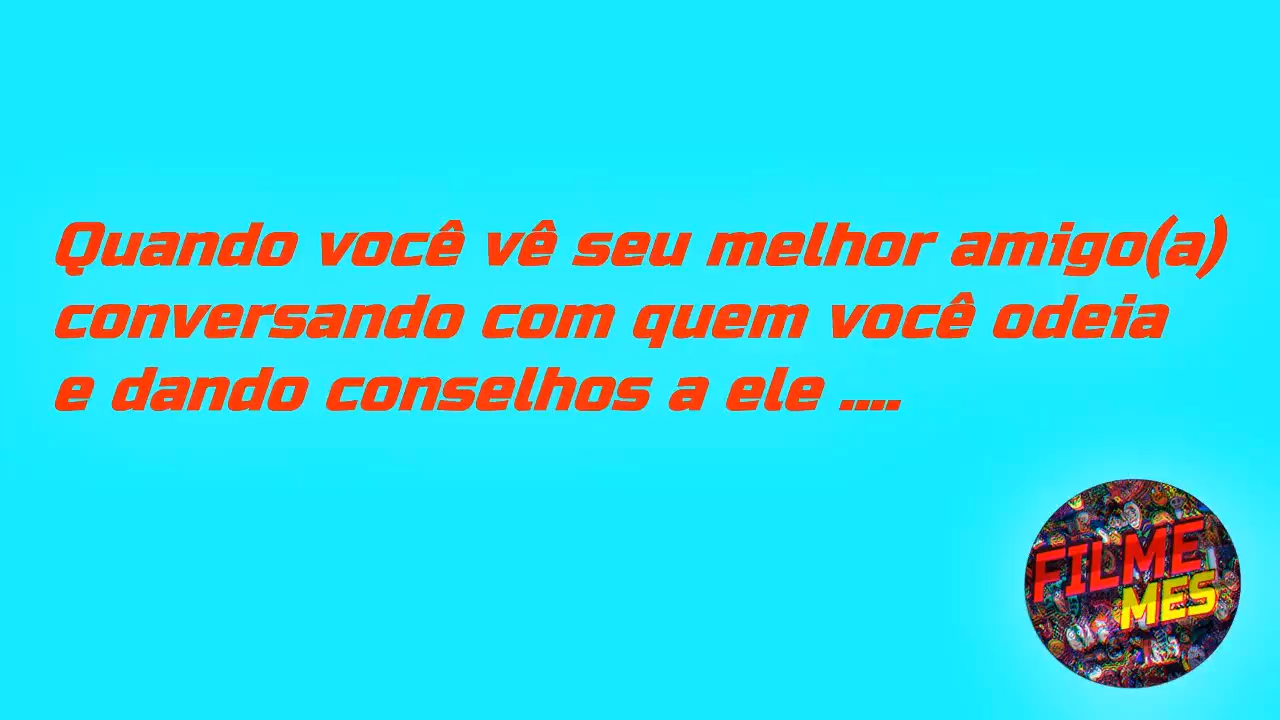 Quando você vê seu melhor amigo(a)
conversando com quem você odeia
e dando conselhos a ele ....
FILME
MES